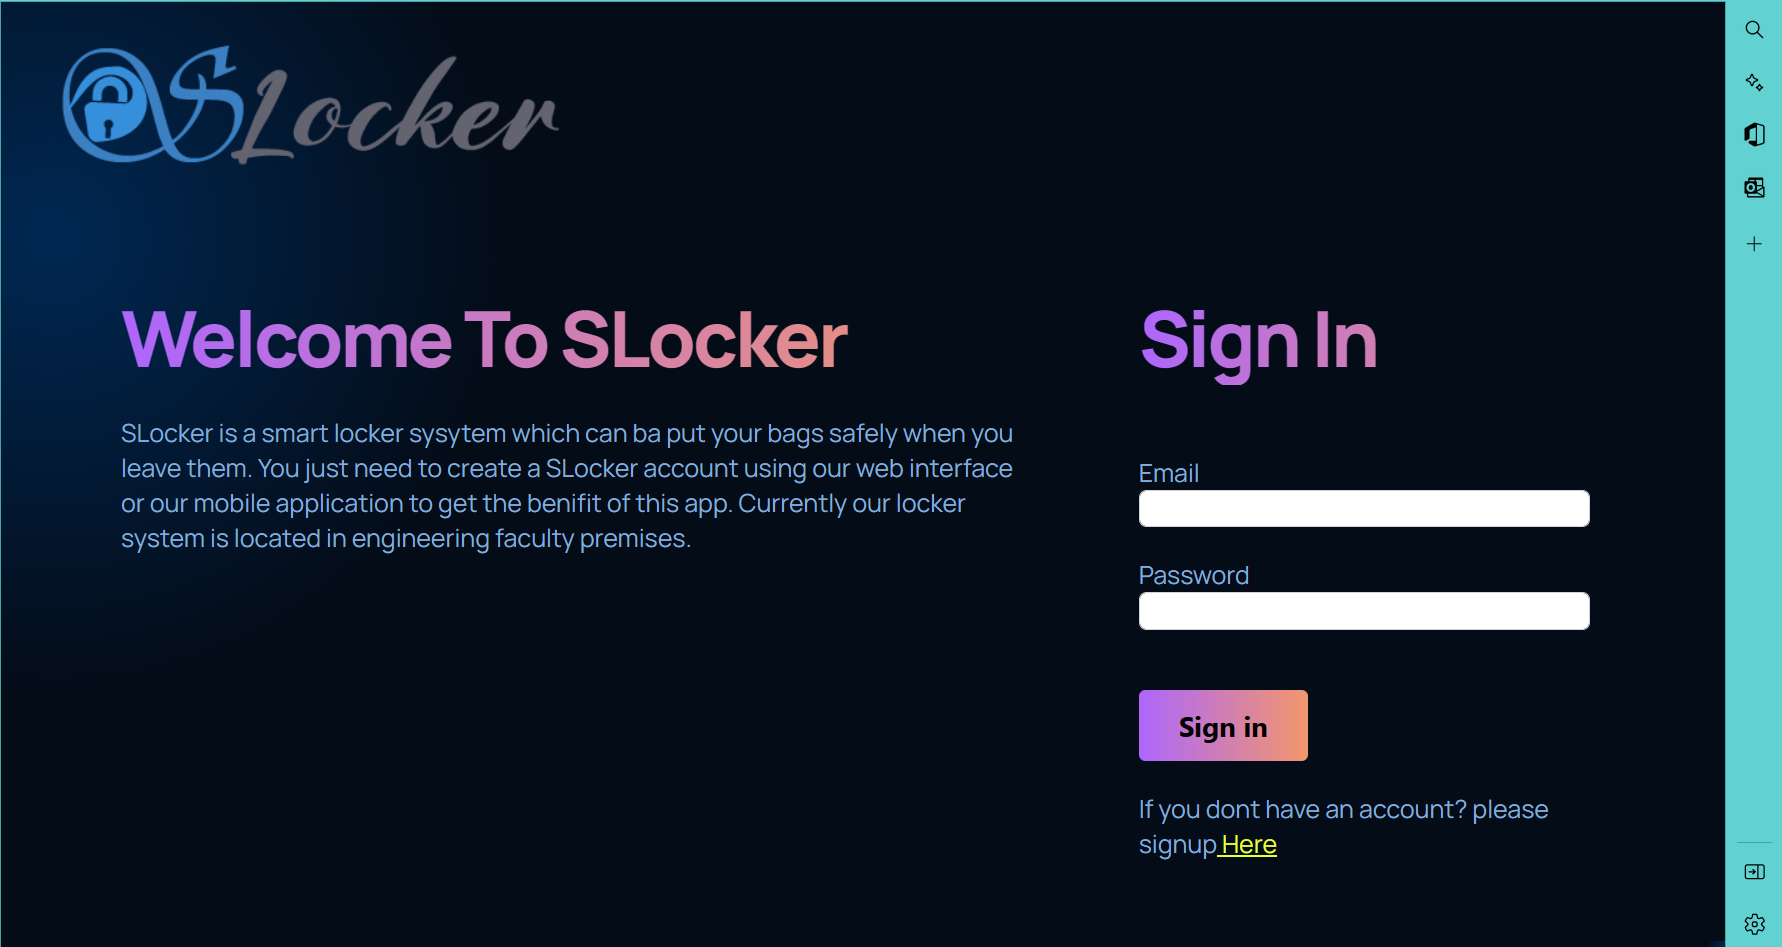 SLocker
Welcome To SLocker
SLocker is a smart locker sysytem which can ba put your bags safely when you
leave them. You just need to create a SLocker account using our web interface
or our mobile application to get the benifit of this app. Currently our locker
system is located in engineering faculty premises.
Sign In
Email
Password
Sign in
If you dont have an account? please
signup Here